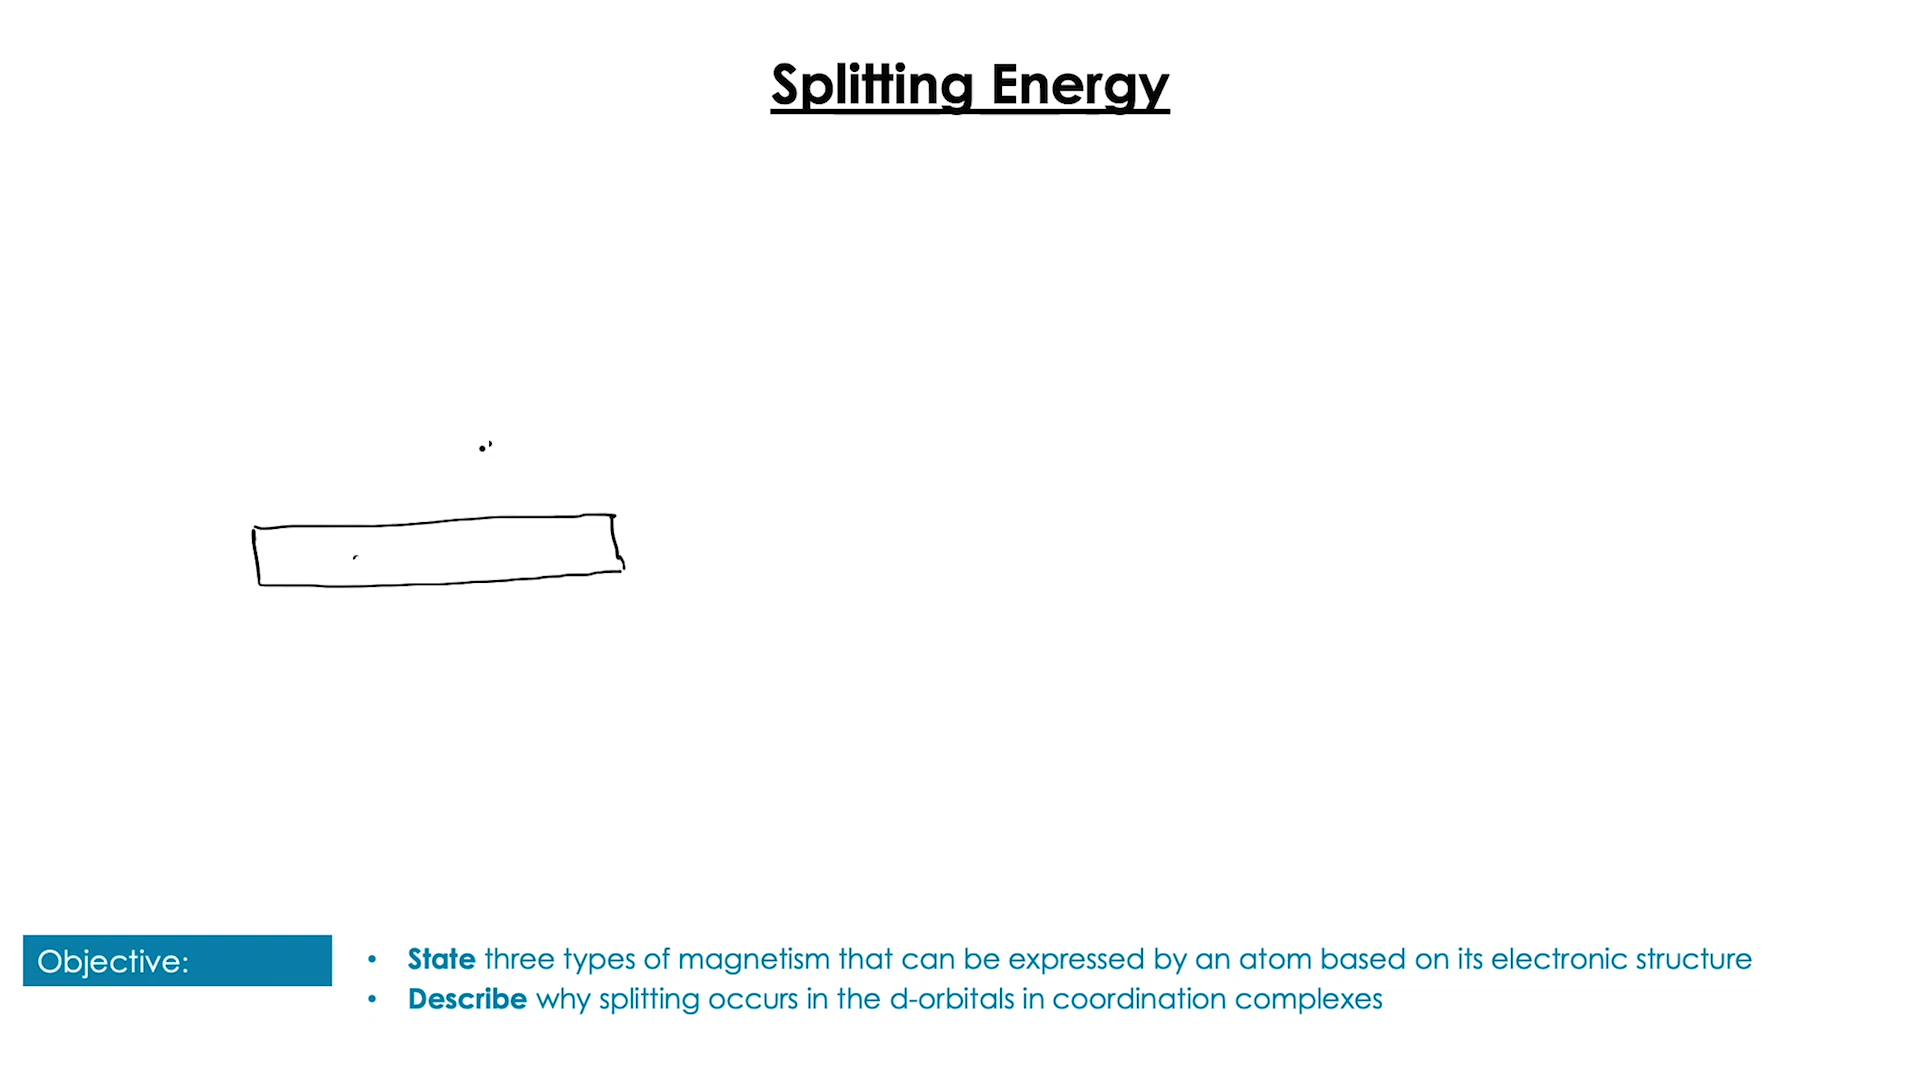 Splitting Energy
Objective:
• State three types of magnetism that can be expressed by an atom based on its electronic structure
• Describe why splitting occurs in the d-orbitals in coordination complexes